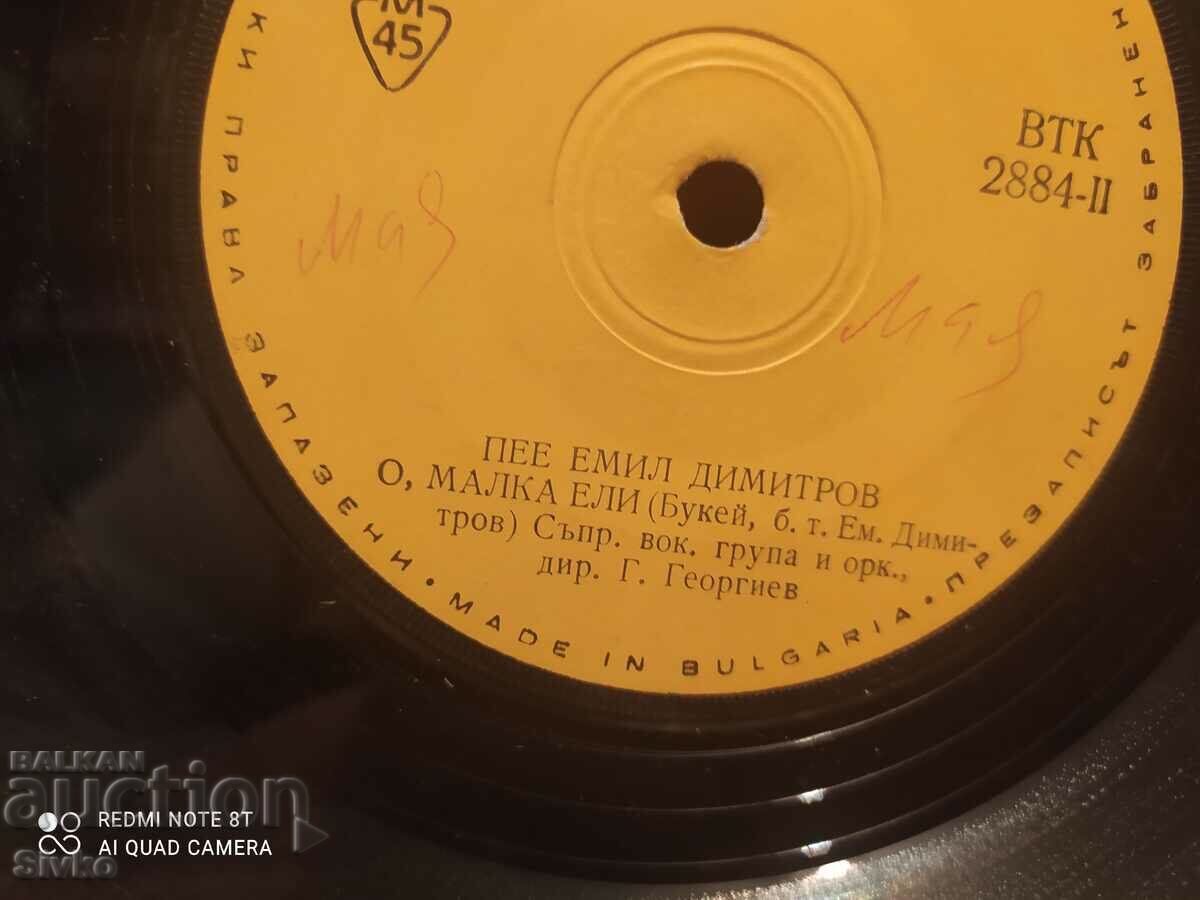 М
45
ВТК
2884-II
Мая
Мая
ПЕЕ ЕМИЛ ДИМИТРОВ
О, МАЛКА ЕЛИ (Букей, б. т. Ем. Дими-
тров) Съпр. вок. група и орк.,
дир. Г. Георгиев
КИ ПРАВА ЗАПАЗЕНИ • MADE IN BULGARIA • ПРЕЗАПИСЪТ ЗАБРАНЕН
BALKAN
auction
REDMI NOTE 8T
AI QUAD CAMERA
Sivko